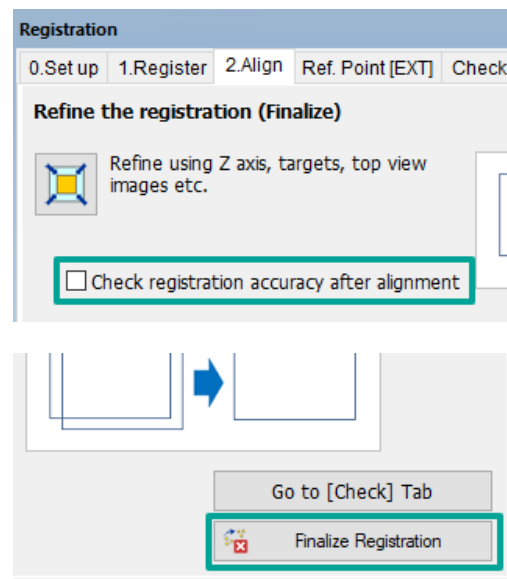 Registration
0.Set up 1.Register 2.Align Ref. Point [EXT] Check
Refine the registration (Finalize)
Refine using Z axis, targets, top view
images etc.
Check registration accuracy after alignment
Go to [Check] Tab
Finalize Registration